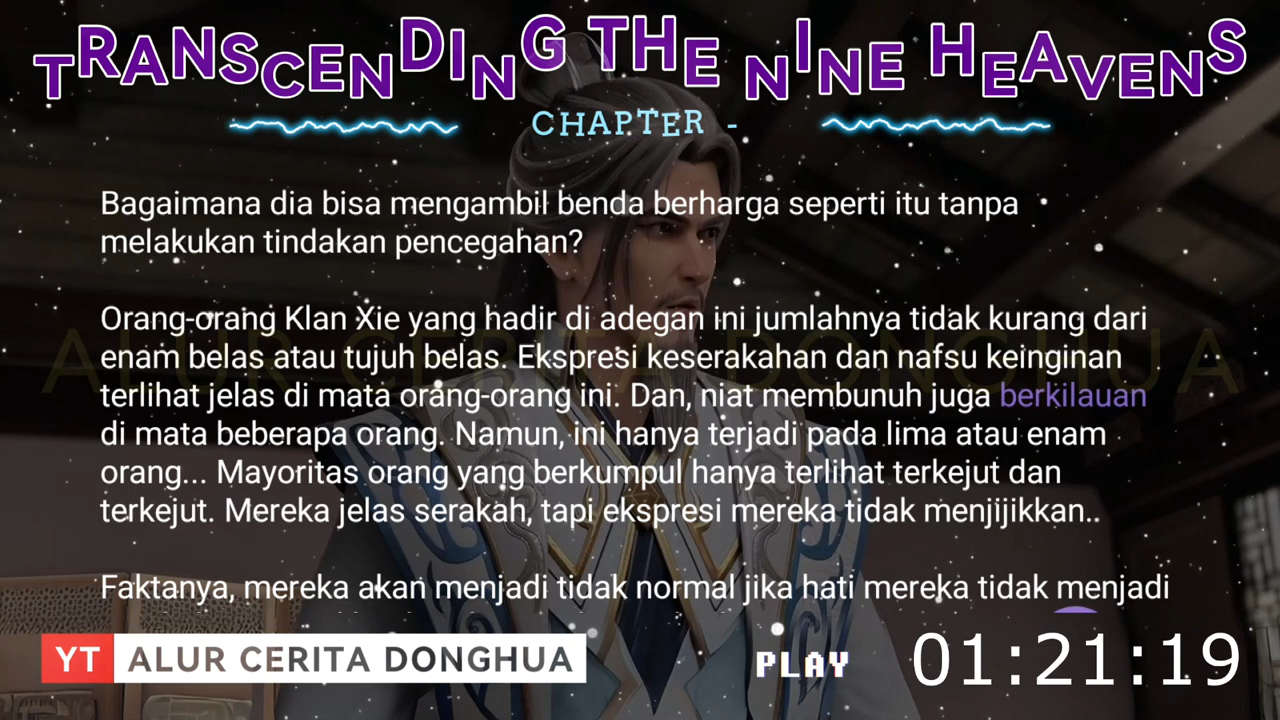 TRANSCENDING THE NINE HEAVENS
CHAPTER -
Bagaimana dia bisa mengambil benda berharga seperti itu tanpa
melakukan tindakan pencegahan?
Orang-orang Klan Xie yang hadir di adegan ini jumlahnya tidak kurang dari
enam belas atau tujuh belas. Ekspresi keserakahan dan nafsu keinginan
terlihat jelas di mata orang-orang ini. Dan, niat membunuh juga berkilauan
di mata beberapa orang. Namun, ini hanya terjadi pada lima atau enam
orang... Mayoritas orang yang berkumpul hanya terlihat terkejut dan
terkejut. Mereka jelas serakah, tapi ekspresi mereka tidak menjijikkan..
Faktanya, mereka akan menjadi tidak normal jika hati mereka tidak menjadi
ALUR CERITA DONGHUA
YT ALUR CERITA DONGHUA
PLAY
01:21:19